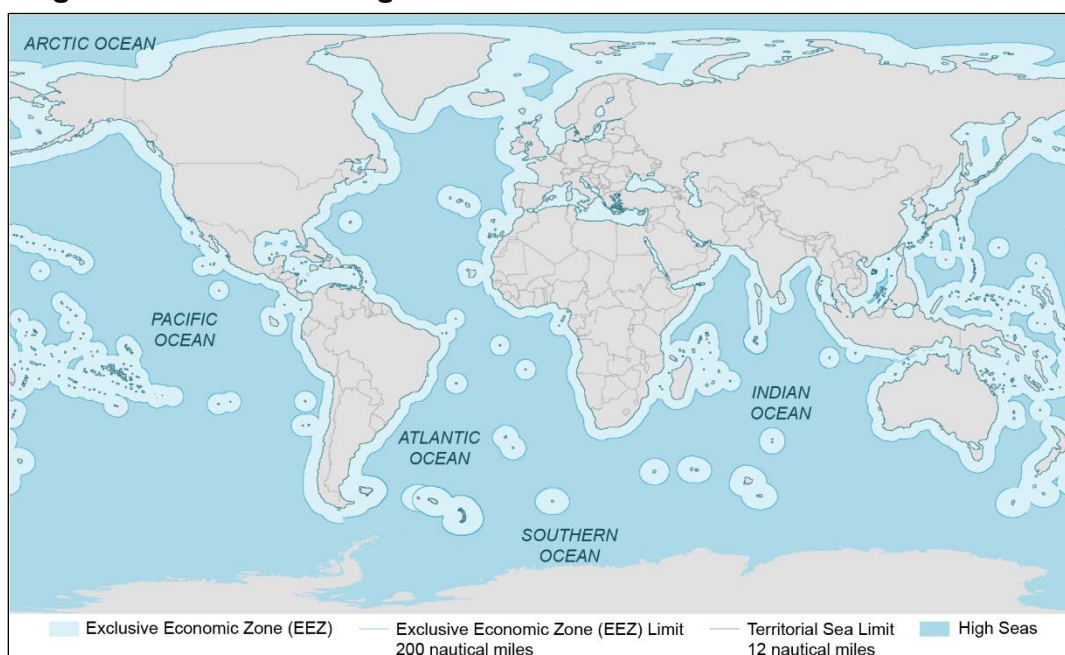 ARCTIC OCEAN
PACIFIC
OCEAN
ATLANTIC
OCEAN
INDIAN
OCEAN
SOUTHERN
OCEAN
Exclusive Economic Zone (EEZ)
Exclusive Economic Zone (EEZ) Limit
200 nautical miles
Territorial Sea Limit
12 nautical miles
High Seas